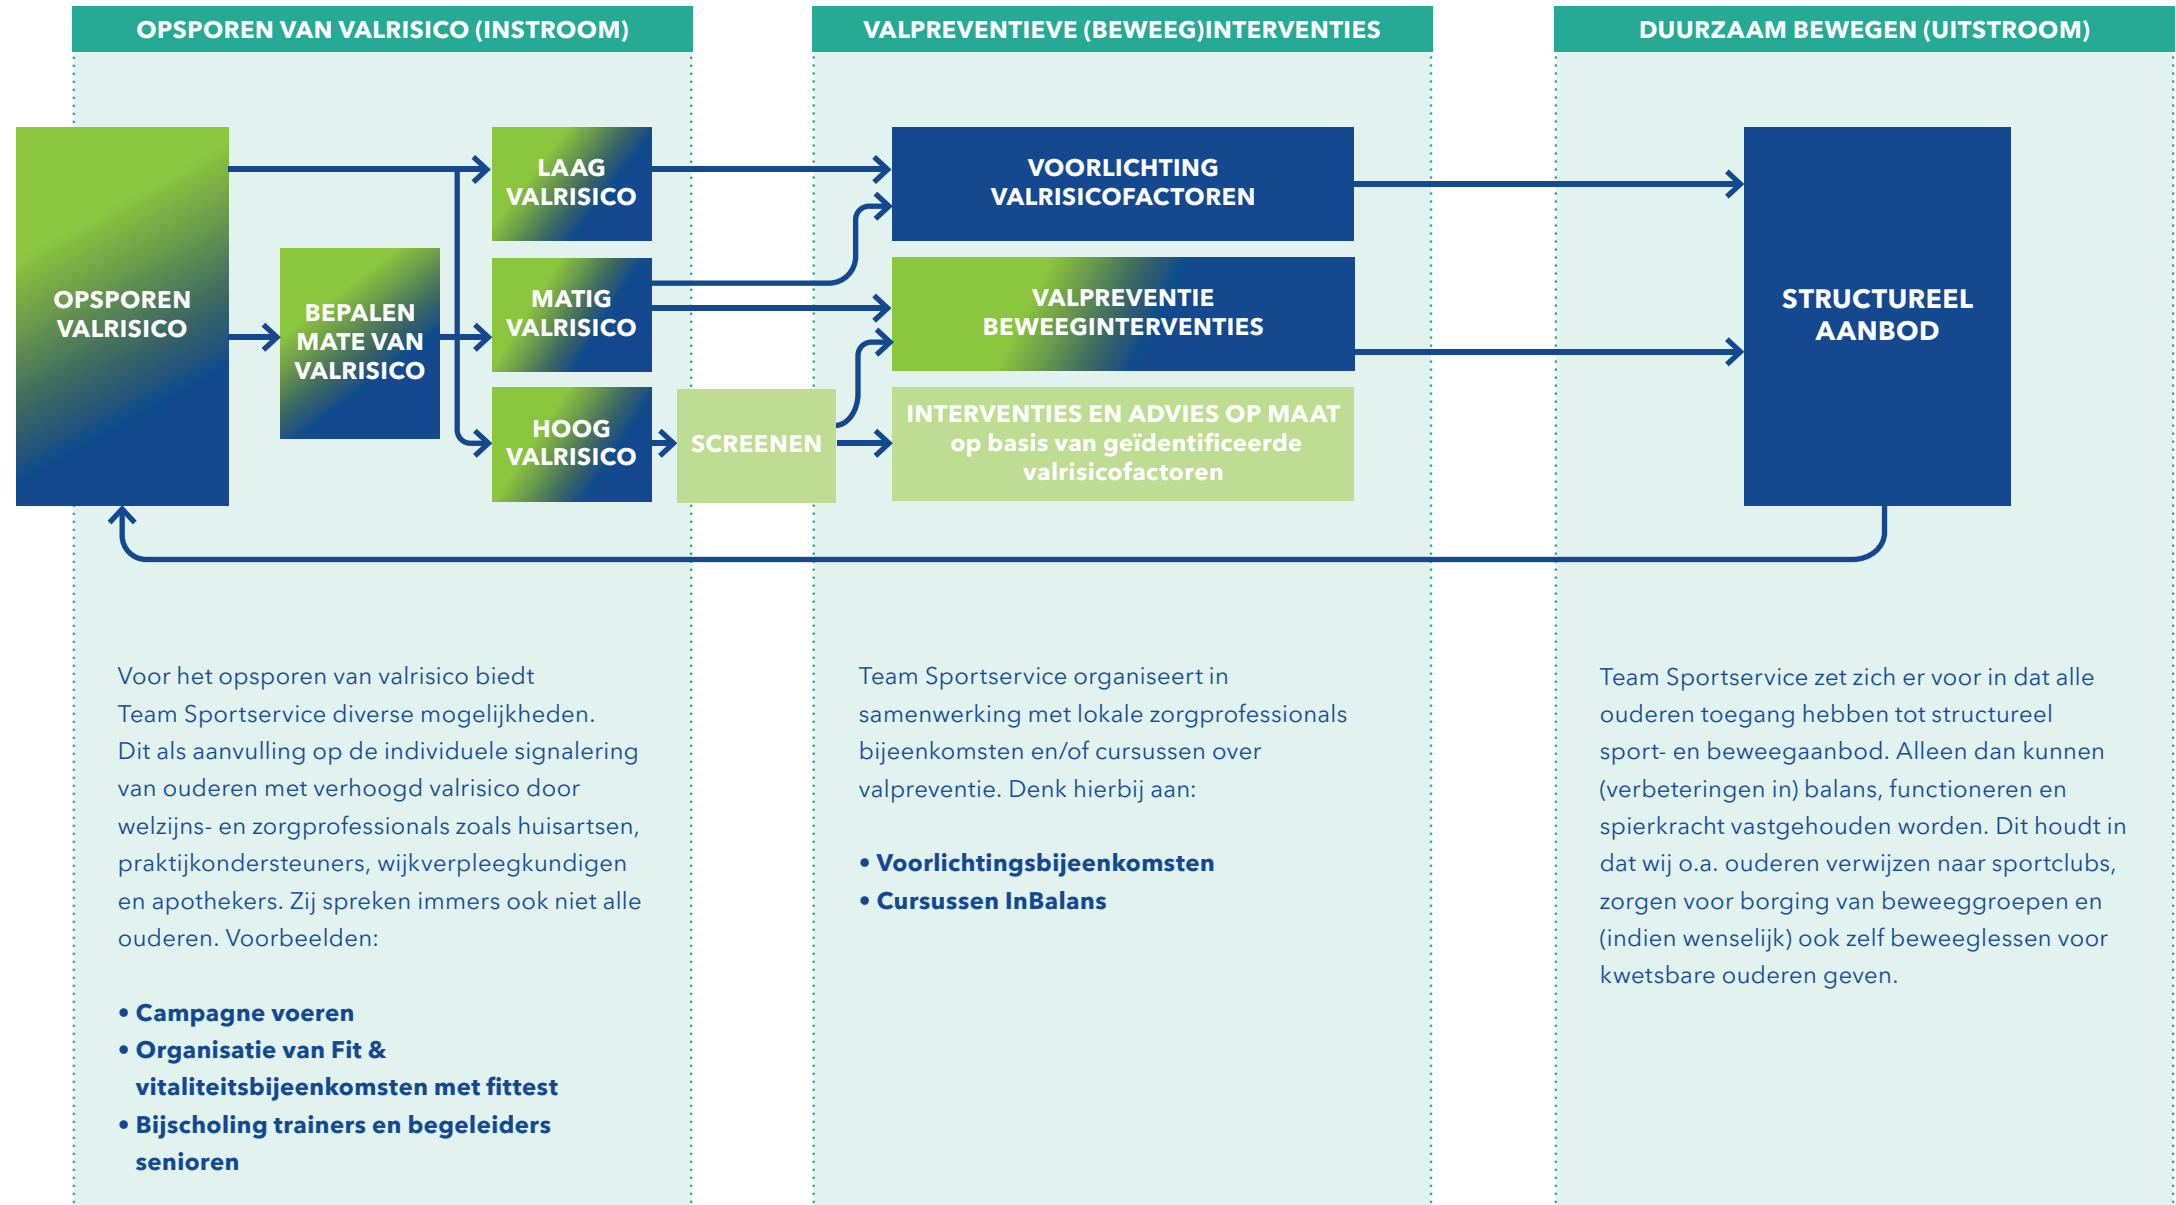 OPSPOREN VAN VALRISICO (INSTROOM)
VALPREVENTIEVE (BEWEEG)INTERVENTIES
DUURZAAM BEWEGEN (UITSTROOM)
OPSPOREN
VALRISICO
BEPALEN
MATE VAN
VALRISICO
LAAG
VALRISICO
MATIG
VALRISICO
HOOG
VALRISICO
SCREENEN
VOORLICHTING
VALRISICOFACTOREN
VALPREVENTIE
BEWEEGINTERVENTIES
INTERVENTIES EN ADVIES OP MAAT
op basis van geïdentificeerde
valrisicofactoren
STRUCTUREEL
AANBOD
Voor het opsporen van valrisico biedt
Team Sportservice diverse mogelijkheden.
Dit als aanvulling op de individuele signalering
van ouderen met verhoogd valrisico door
welzijns- en zorgprofessionals zoals huisartsen,
praktijkondersteuners, wijkverpleegkundigen
en apothekers. Zij spreken immers ook niet alle
ouderen. Voorbeelden:
• Campagne voeren
• Organisatie van Fit &
vitaliteitsbijeenkomsten met fittest
• Bijscholing trainers en begeleiders
senioren
Team Sportservice organiseert in
samenwerking met lokale zorgprofessionals
bijeenkomsten en/of cursussen over
valpreventie. Denk hierbij aan:
• Voorlichtingsbijeenkomsten
• Cursussen InBalans
Team Sportservice zet zich er voor in dat alle
ouderen toegang hebben tot structureel
sport- en beweegaanbod. Alleen dan kunnen
(verbeteringen in) balans, functioneren en
spierkracht vastgehouden worden. Dit houdt in
dat wij o.a. ouderen verwijzen naar sportclubs,
zorgen voor borging van beweeggroepen en
(indien wenselijk) ook zelf beweeglessen voor
kwetsbare ouderen geven.